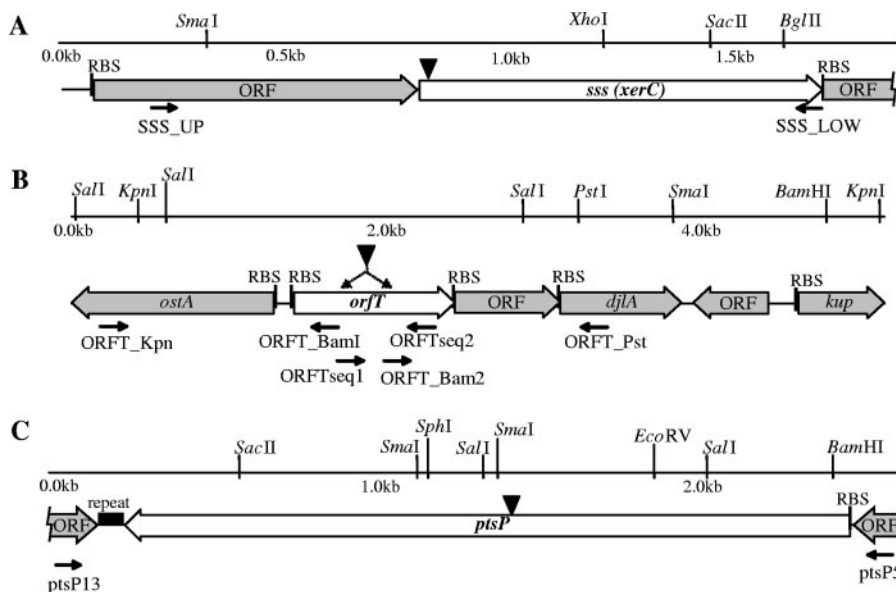 A
SmaI XhoI SacII BglII
0.0kb 0.5kb 1.0kb 1.5kb
RBS RBS
ORF sss (xerC) ORF
SSS_UP SSS_LOW
B
SalI KpnI SalI SalI PstI SmaI BamHI KpnI
0.0kb 2.0kb 4.0kb
RBS RBS RBS RBS RBS
ostA orfT ORF djlA ORF kup
ORFT_Kpn ORFT_BamI ORFTseq2 ORFT_Pst
ORFTseq1 ORFT_Bam2
C
SacII SmaI SphI SalI SmaI EcoRV SalI BamHI
0.0kb 1.0kb 2.0kb
repeat RBS
ORF ptsP ORF
ptsP13 ptsP5